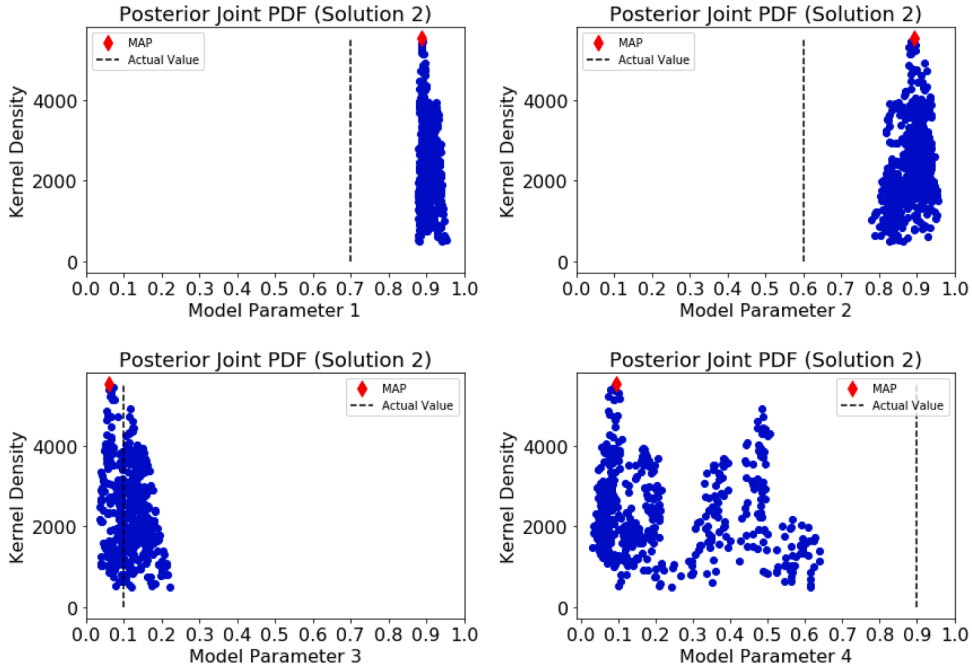 Posterior Joint PDF (Solution 2)
MAP
Actual Value
Kernel Density
4000
2000
0
0.0 0.1 0.2 0.3 0.4 0.5 0.6 0.7 0.8 0.9 1.0
Model Parameter 1
Posterior Joint PDF (Solution 2)
MAP
Actual Value
Kernel Density
4000
2000
0
0.0 0.1 0.2 0.3 0.4 0.5 0.6 0.7 0.8 0.9 1.0
Model Parameter 2
Posterior Joint PDF (Solution 2)
MAP
Actual Value
Kernel Density
4000
2000
0
0.0 0.1 0.2 0.3 0.4 0.5 0.6 0.7 0.8 0.9 1.0
Model Parameter 3
Posterior Joint PDF (Solution 2)
MAP
Actual Value
Kernel Density
4000
2000
0
0.0 0.1 0.2 0.3 0.4 0.5 0.6 0.7 0.8 0.9 1.0
Model Parameter 4